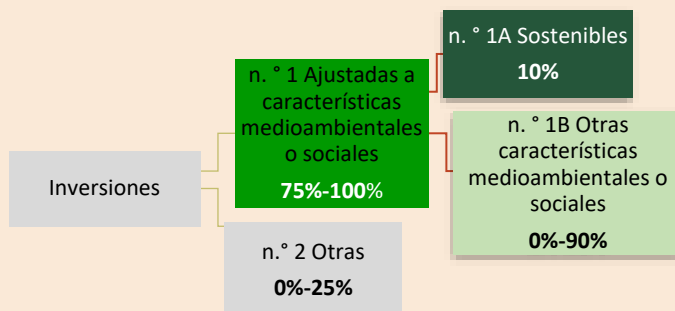 Inversiones
n. ° 1 Ajustadas a
características
medioambientales
o sociales
75%-100%
n. ° 2 Otras
0%-25%
n. ° 1A Sostenibles
10%
n. ° 1B Otras
características
medioambientales o
sociales
0%-90%